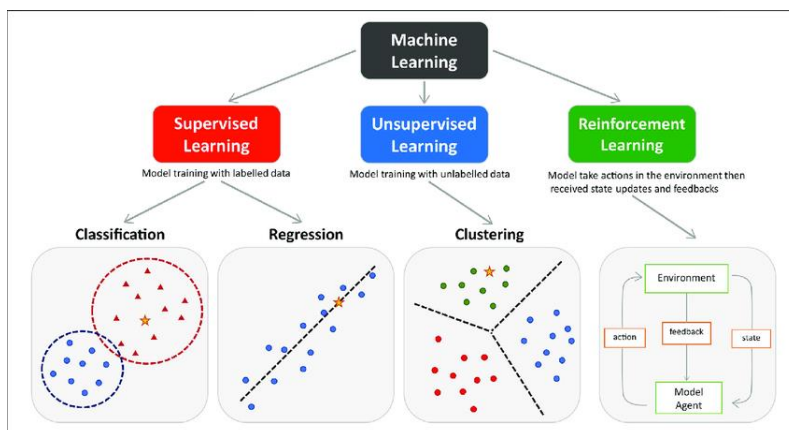 Machine
Learning
Supervised
Learning
Unsupervised
Learning
Reinforcement
Learning
Model training with labelled data
Model training with unlabelled data
Model take actions in the environment then
received state updates and feedbacks
Classification
Regression
Clustering
Environment
action
feedback
state
Model
Agent